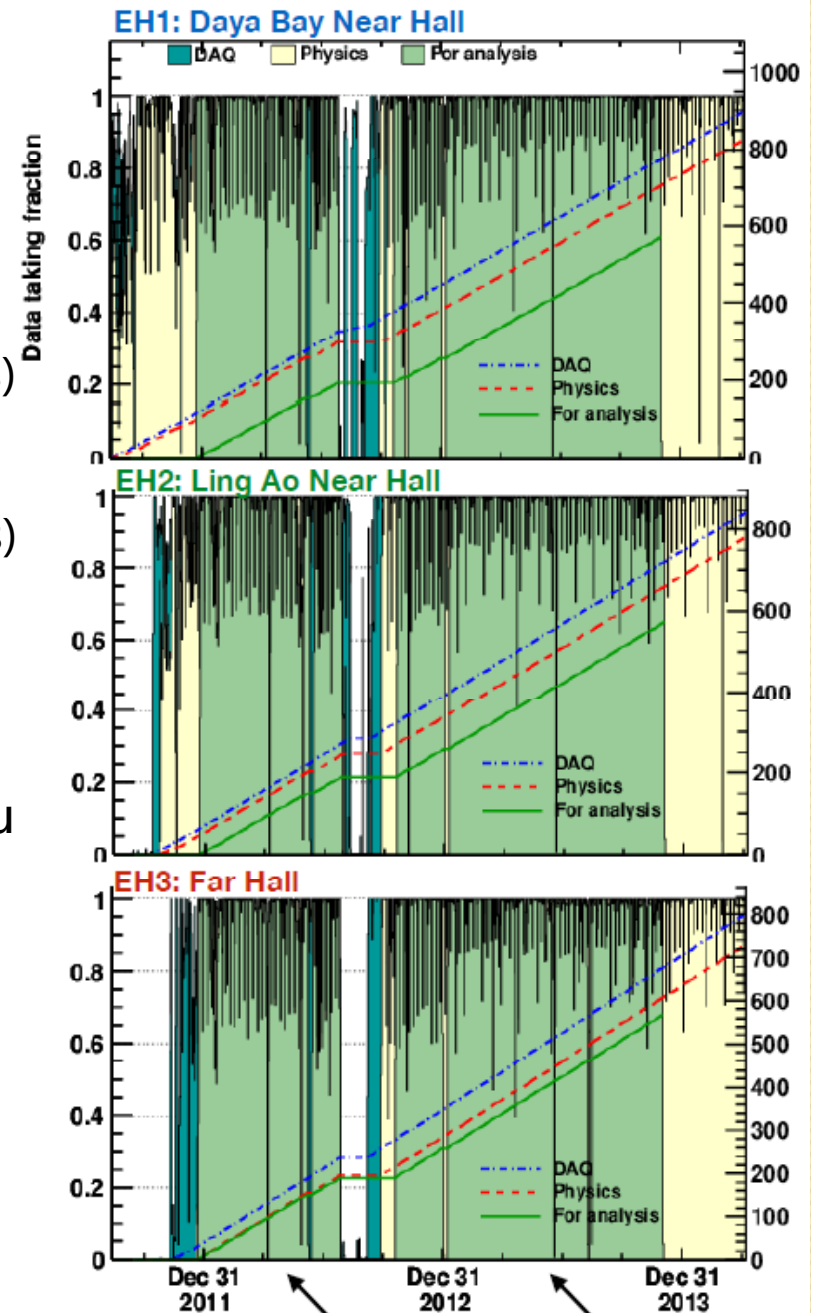 EH1: Daya Bay Near Hall
DAQ Physics For analysis
1000
1
0.8 800
0.6 600
0.4 400
0.2 200
0 0
Data taking fraction
DAQ
Physics
For analysis
)
EH2: Ling Ao Near Hall
1
800
)
0.8
600
0.6
400
0.4
200
0.2
0 0
DAQ
Physics
For analysis
u
EH3: Far Hall
1
800
0.8 700
600
0.6 500
400
0.4
300
0.2 200
100
0 0
DAQ
Physics
For analysis
Dec 31 Dec 31 Dec 31
2011 2012 2013